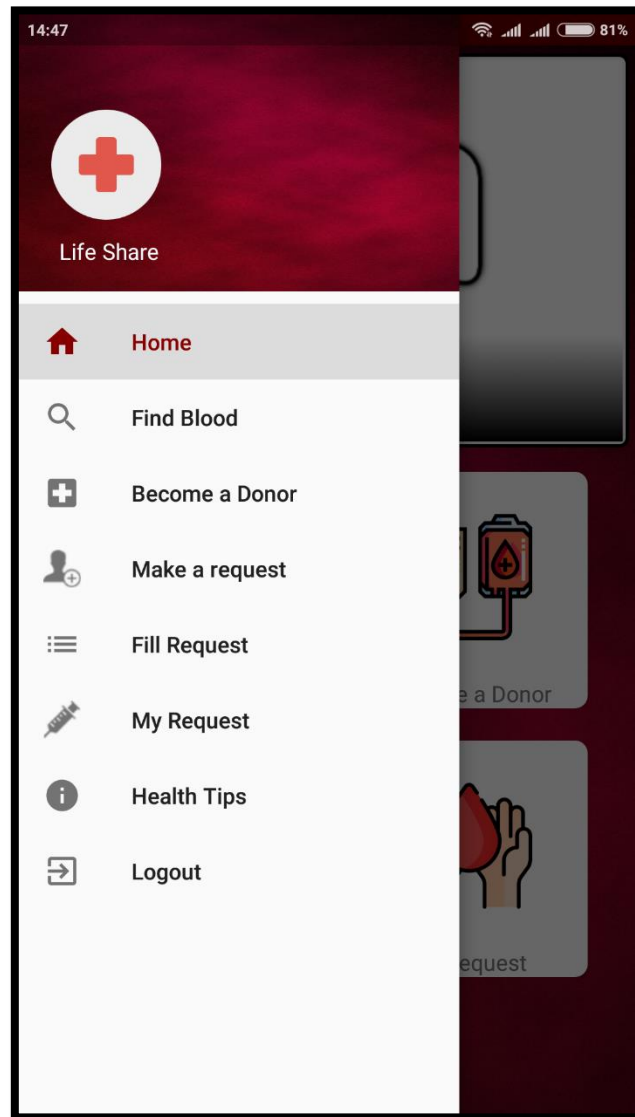 14:47
81%
Life Share
Home
Find Blood
Become a Donor
Make a request
Fill Request
My Request
Health Tips
Logout
a Donor